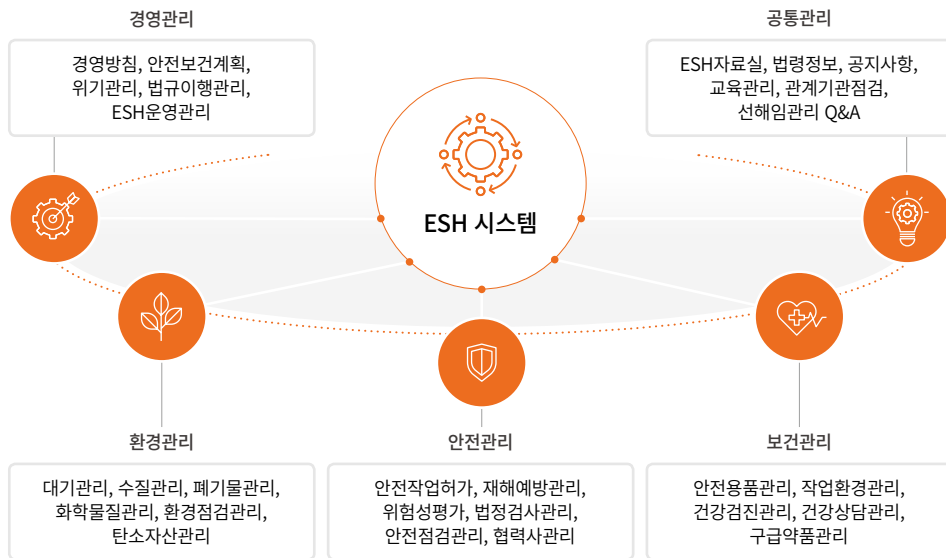 경영관리
경영방침, 안전보건계획,
위기관리, 법규이행관리,
ESH운영관리
공통관리
ESH자료실, 법령정보, 공지사항,
교육관리, 관계기관점검,
선해임관리 Q&A
ESH 시스템
환경관리
대기관리, 수질관리, 폐기물관리,
화학물질관리, 환경점검관리,
탄소자산관리
안전관리
안전작업허가, 재해예방관리,
위험성평가, 법정검사관리,
안전점검관리, 협력사관리
보건관리
안전용품관리, 작업환경관리,
건강검진관리, 건강상담관리,
구급약품관리